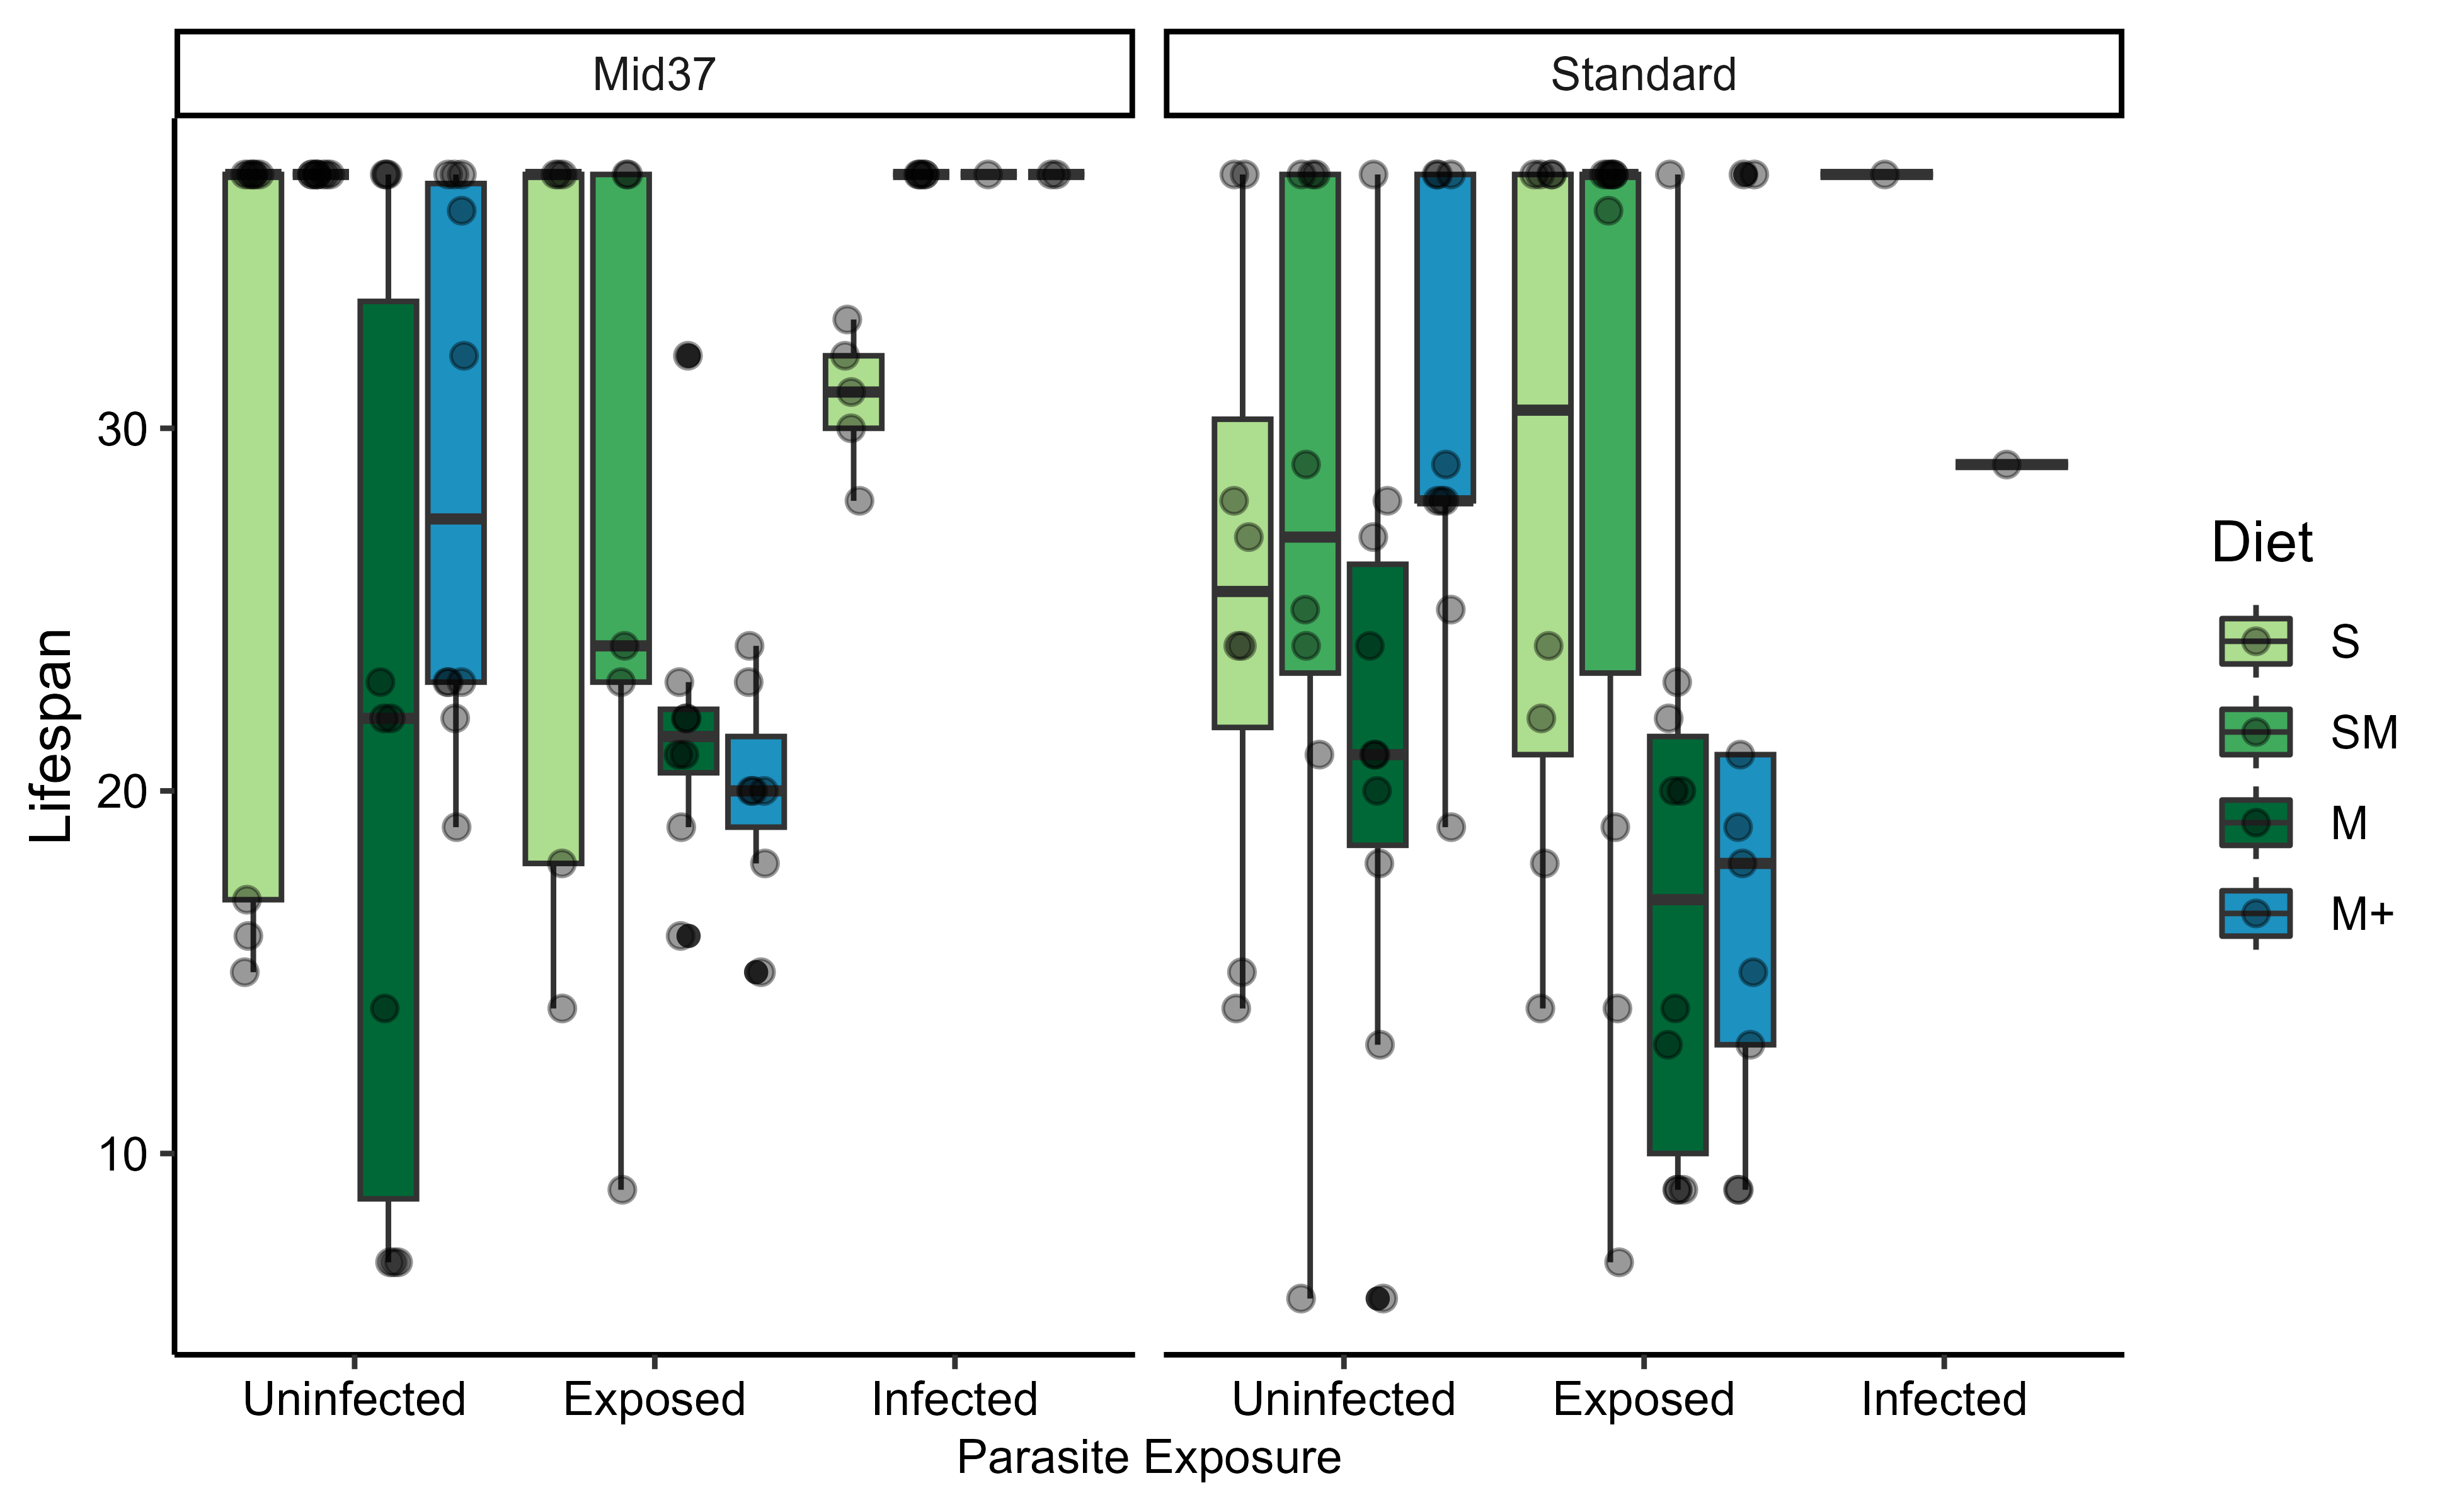 Mid37
Standard
30
20
10
Lifespan
Uninfected
Exposed
Infected
Uninfected
Exposed
Infected
Parasite Exposure
Diet
S
SM
M
M+